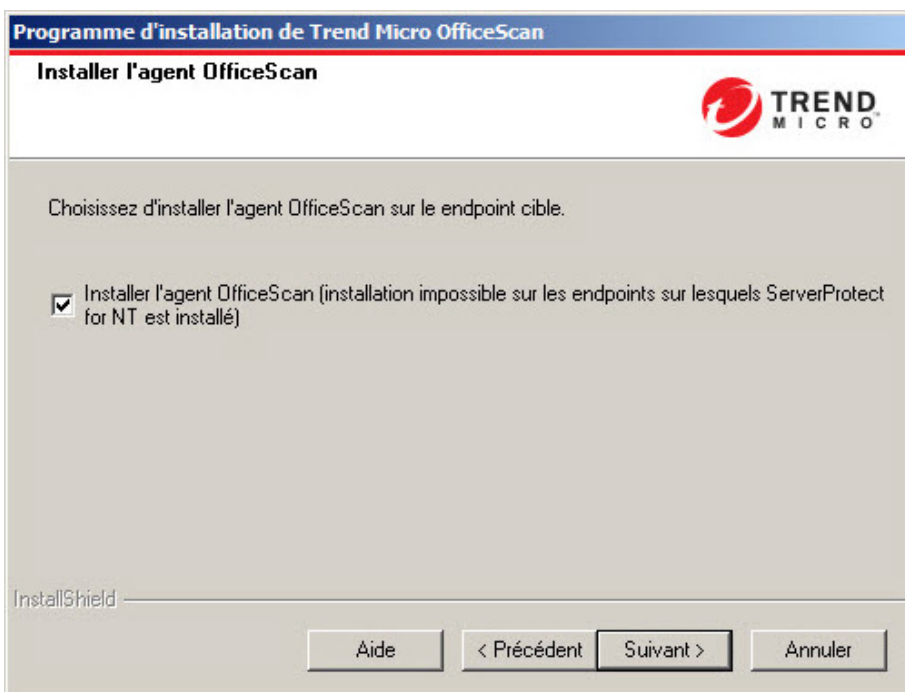 Programme d'installation de Trend Micro OfficeScan
Installer l'agent OfficeScan
TREND
MICRO
Choisissez d'installer l'agent OfficeScan sur le endpoint cible.
Installer l'agent OfficeScan (installation impossible sur les endpoints sur lesquels ServerProtect
for NT est installé)
InstallShield
Aide
< Précédent
Suivant >
Annuler